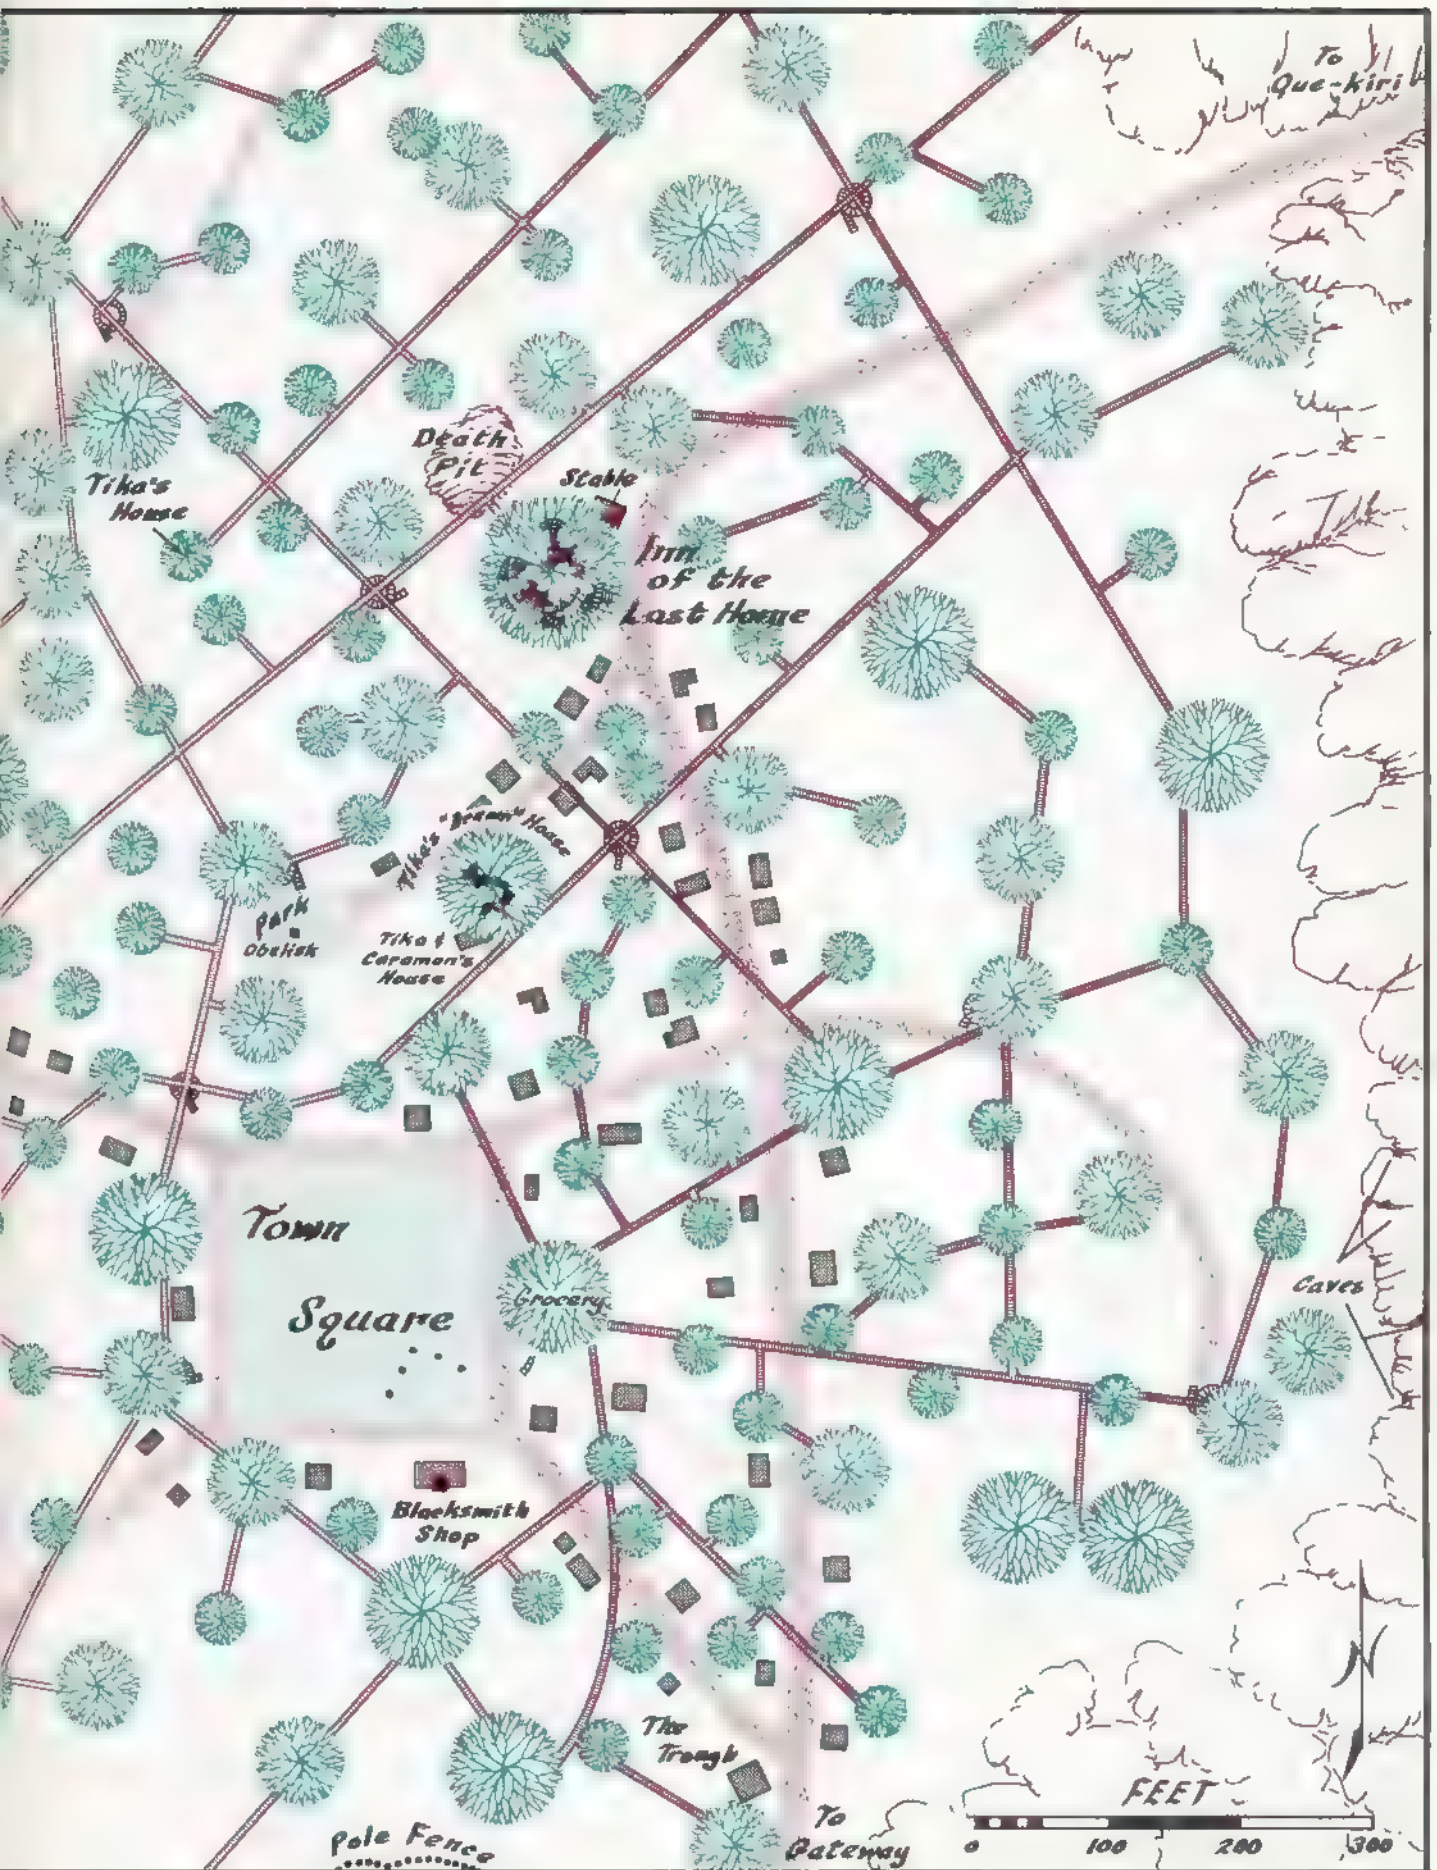 To
Que-kiri
Death
Pit
Stable
Tika's
House
Inn
of the
Last Home
Tika's "Dream" House
Park
Obelisk
Tika &
Caramon's
House
Town
Square
Grocery
Caves
Blacksmith
Shop
The
Trough
Pole Fence
To
Gateway
N
FEET
0 100 200 300